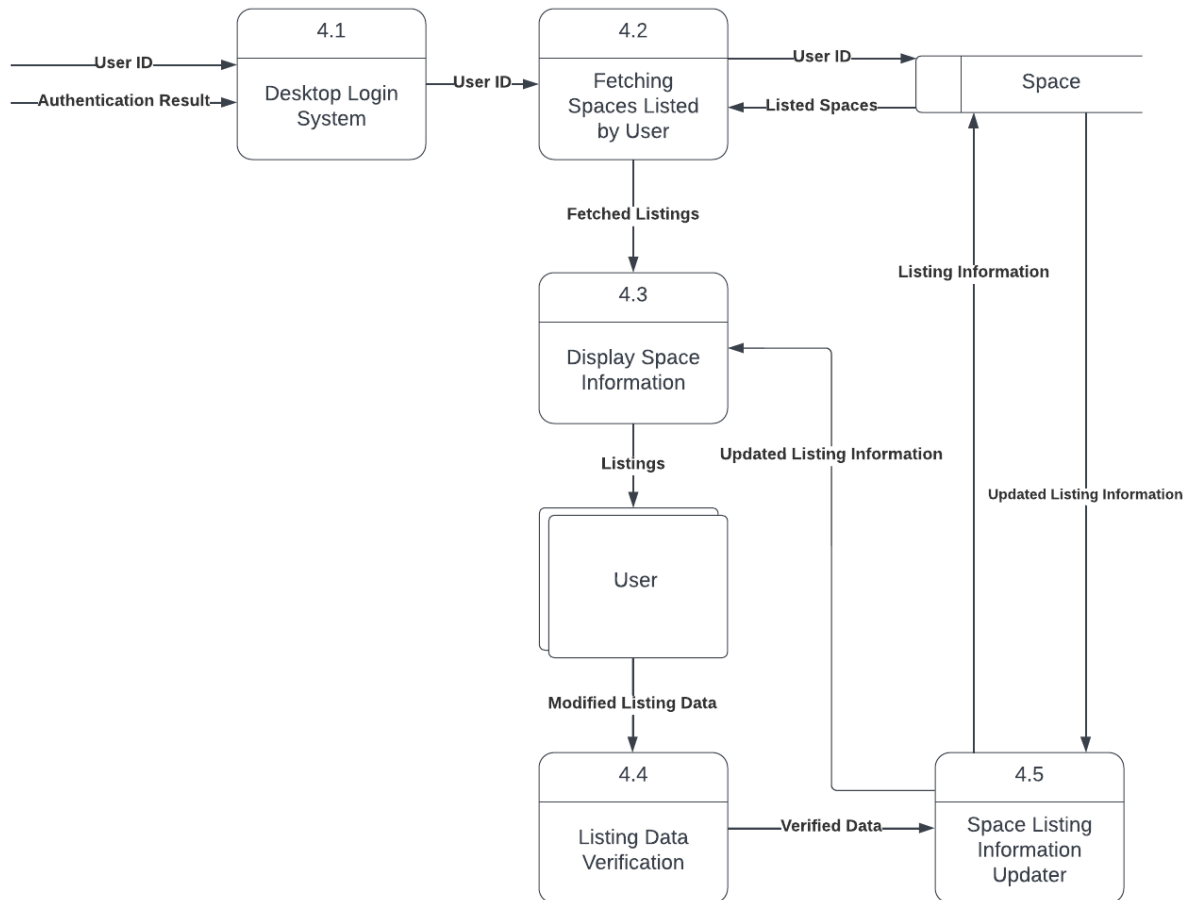 4.1
Desktop Login
System
User ID
Authentication Result
User ID
4.2
Fetching
Spaces Listed
by User
User ID
Listed Spaces
Space
Fetched Listings
4.3
Display Space
Information
Listing Information
Updated Listing Information
Updated Listing Information
Listings
User
Modified Listing Data
4.4
Listing Data
Verification
Verified Data
4.5
Space Listing
Information
Updater